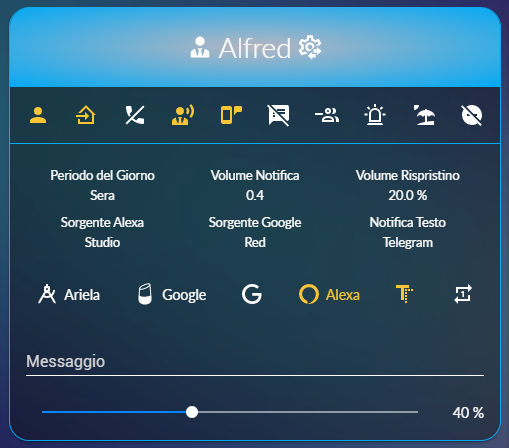 Alfred
Periodo del Giorno Volume Notifica Volume Rispristino
Sera 0.4 20.0 %
Sorgente Alexa Sorgente Google Notifica Testo
Studio Red Telegram
Ariela Google Alexa
Messaggio
40 %